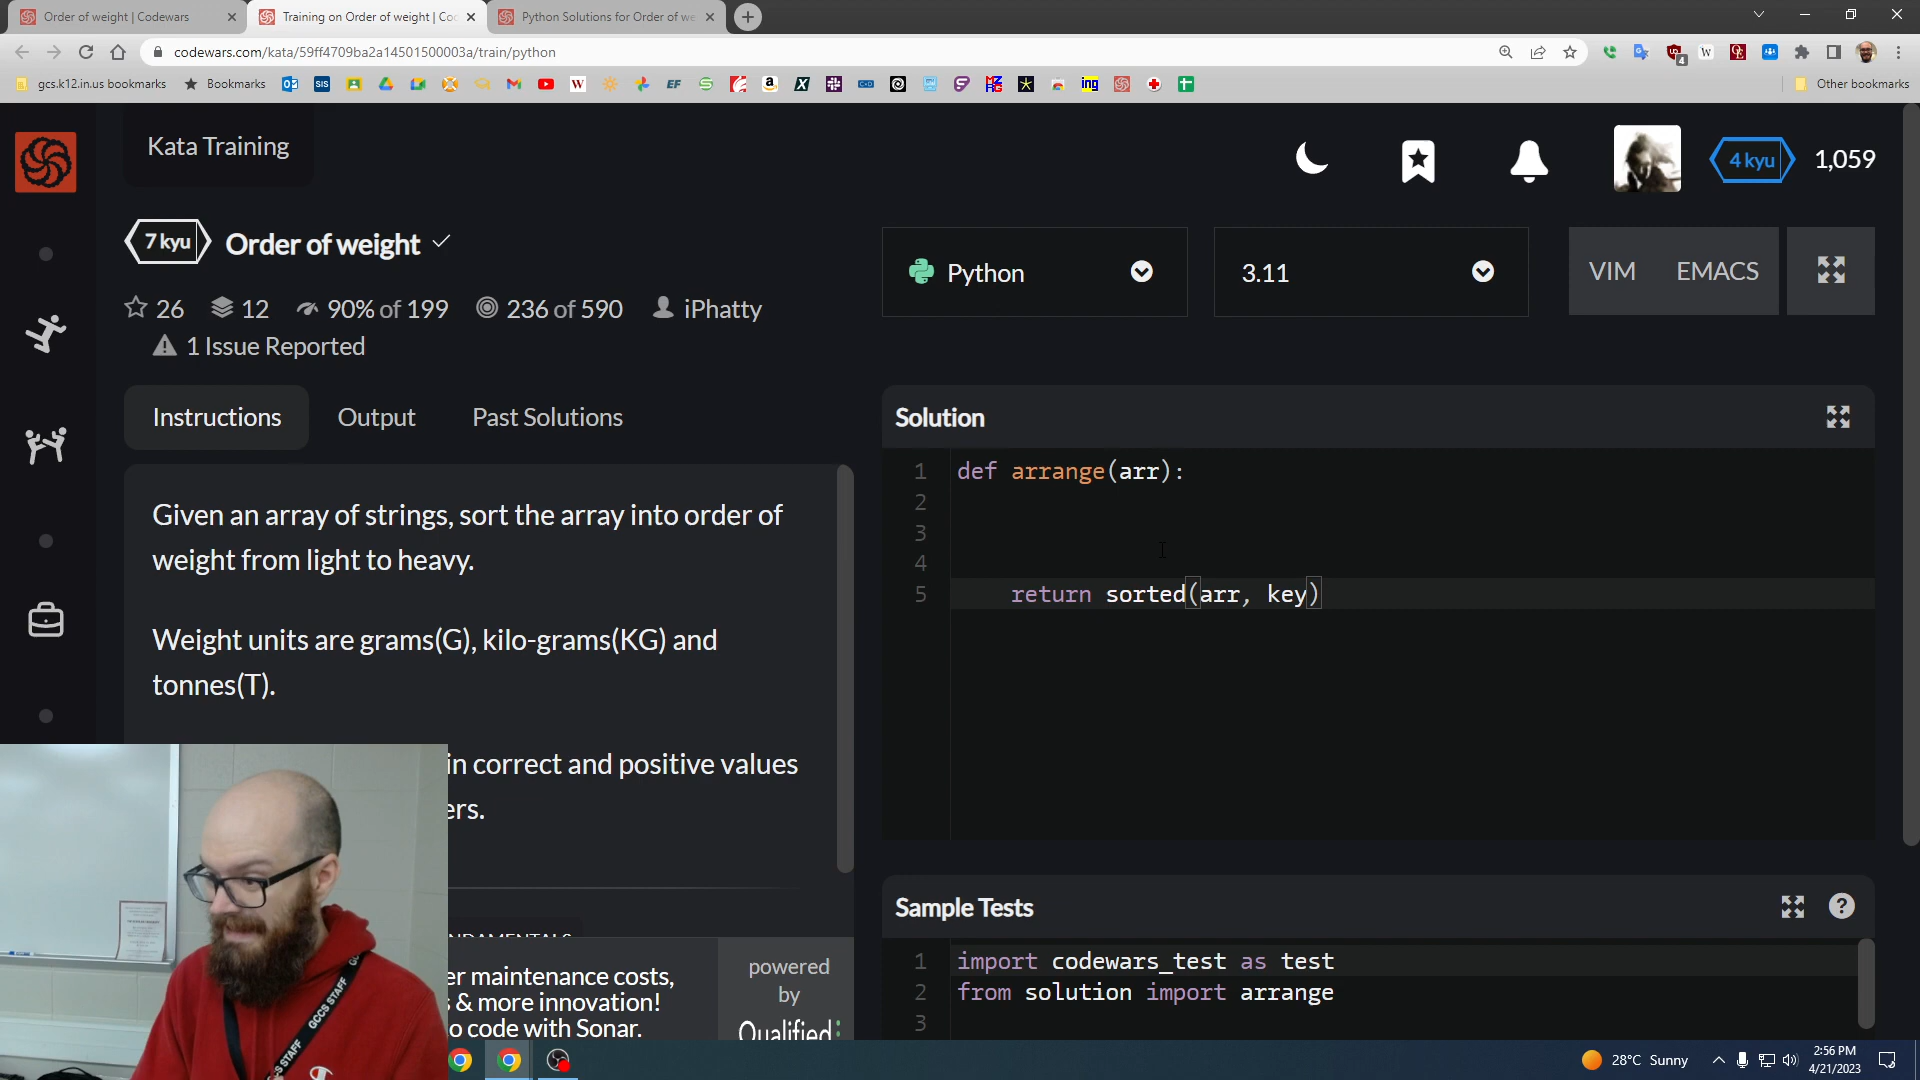 Order of weight | Codewars
Training on Order of weight | Co
Python Solutions for Order of we
codewars.com/kata/59ff4709ba2a14501500003a/train/python
gcs.k12.in.us bookmarks
Bookmarks
Other bookmarks
Kata Training
4 kyu
1,059
7 kyu
Order of weight
26
12
90% of 199
236 of 590
iPhatty
1 Issue Reported
Python
3.11
VIM
EMACS
Instructions
Output
Past Solutions
Given an array of strings, sort the array into order of
weight from light to heavy.
Weight units are grams(G), kilo-grams(KG) and
tonnes(T).
in correct and positive values
ers.
Solution
1 def arrange(arr):
2
3
4
5 return sorted(arr, key)
Sample Tests
1 import codewars_test as test
2 from solution import arrange
3
NDAMENTALS
er maintenance costs,
s & more innovation!
o code with Sonar.
powered
by
Qualified
GCCS STAFF
28°C Sunny
2:56 PM
4/21/2023